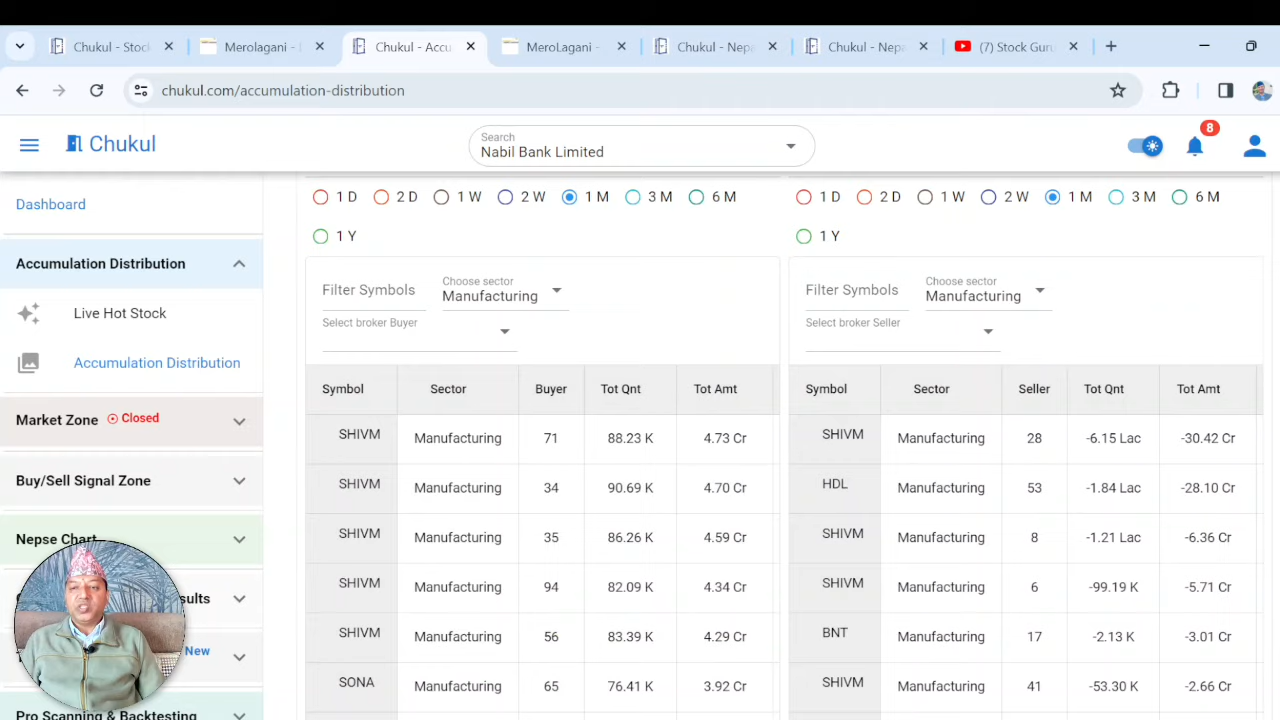 Chukul - Stoc
Merolagani -
Chukul - Accu
MeroLagani -
Chukul - Nepa
Chukul - Nepa
(7) Stock Guru
chukul.com/accumulation-distribution
Chukul
Search
Nabil Bank Limited
8
Dashboard
Accumulation Distribution
Live Hot Stock
Accumulation Distribution
Market Zone Closed
Buy/Sell Signal Zone
Nepse Chart
sults
New
Pro Scanning & Backtesting
1 D 2 D 1 W 2 W 1 M 3 M 6 M
1 Y
Filter Symbols
Choose sector
Manufacturing
Select broker Buyer
Symbol Sector Buyer Tot Qnt Tot Amt
SHIVM Manufacturing 71 88.23 K 4.73 Cr
SHIVM Manufacturing 34 90.69 K 4.70 Cr
SHIVM Manufacturing 35 86.26 K 4.59 Cr
SHIVM Manufacturing 94 82.09 K 4.34 Cr
SHIVM Manufacturing 56 83.39 K 4.29 Cr
SONA Manufacturing 65 76.41 K 3.92 Cr
1 D 2 D 1 W 2 W 1 M 3 M 6 M
1 Y
Filter Symbols
Choose sector
Manufacturing
Select broker Seller
Symbol Sector Seller Tot Qnt Tot Amt
SHIVM Manufacturing 28 -6.15 Lac -30.42 Cr
HDL Manufacturing 53 -1.84 Lac -28.10 Cr
SHIVM Manufacturing 8 -1.21 Lac -6.36 Cr
SHIVM Manufacturing 6 -99.19 K -5.71 Cr
BNT Manufacturing 17 -2.13 K -3.01 Cr
SHIVM Manufacturing 41 -53.30 K -2.66 Cr